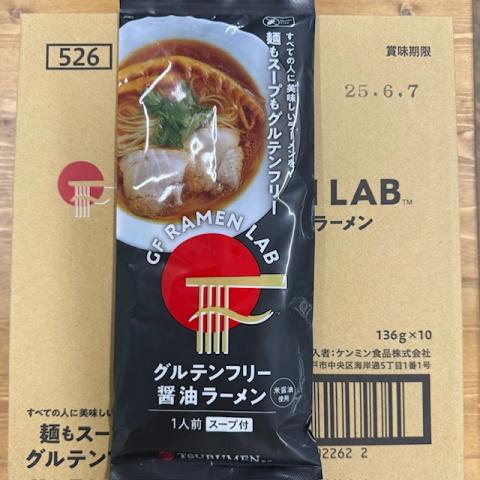 526
賞味期限
25.6.7
すべての人に美味しいラーメンを。
麺もスープもグルテンフリー
LAB
TM
ラーメン
GF RAMEN LAB
136g×10
入者:ケンミン食品株式会社
戸市中央区海岸通5丁目1番1号
グルテンフリー
醤油ラーメン
米醤油
使用
1人前 スープ付
TSURUMEN
すべての人に美味し
麺もスー
グルテン
02262 2